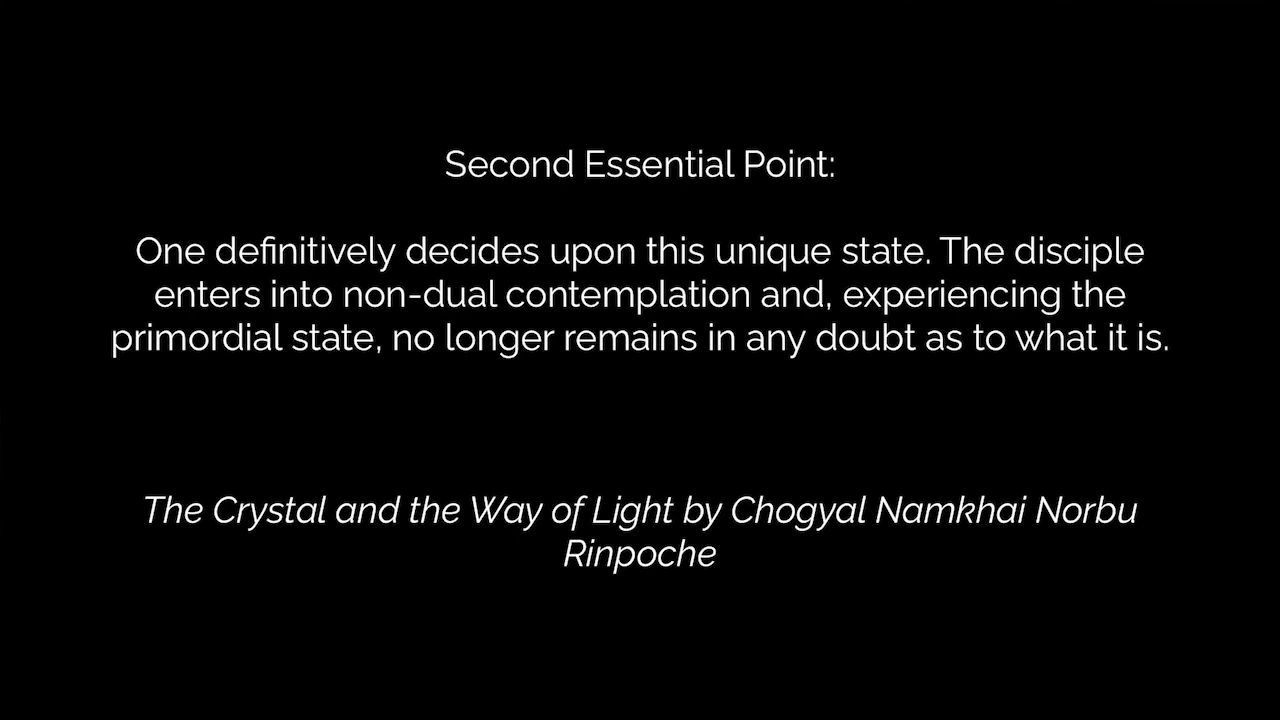 Second Essential Point:
One definitively decides upon this unique state. The disciple
enters into non-dual contemplation and, experiencing the
primordial state, no longer remains in any doubt as to what it is.
The Crystal and the Way of Light by Chogyal Namkhai Norbu
Rinpoche